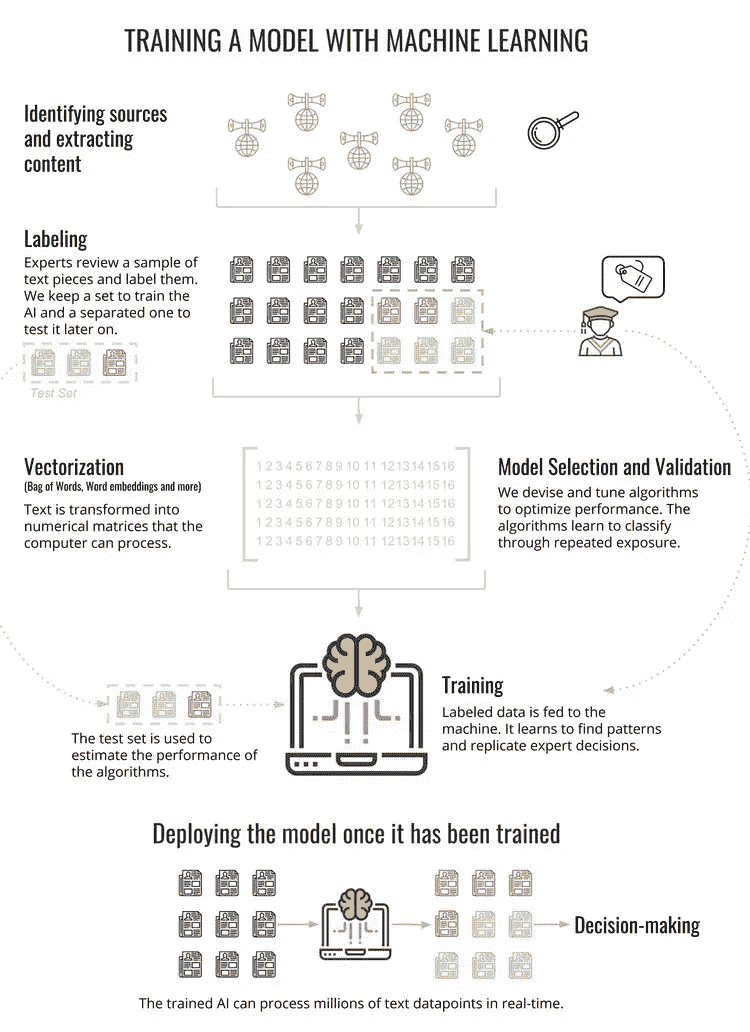 TRAINING A MODEL WITH MACHINE LEARNING
Identifying sources
and extracting
content
Labeling
Experts review a sample of
text pieces and label them.
We keep a set to train the
AI and a separated one to
test it later on.
Test Set
Vectorization
(Bag of Words, Word embeddings and more)
Text is transformed into
numerical matrices that the
computer can process.
1 2 3 4 5 6 7 8 9 10 11 12 13 14 15 16
1 2 3 4 5 6 7 8 9 10 11 12 13 14 15 16
1 2 3 4 5 6 7 8 9 10 11 12 13 14 15 16
1 2 3 4 5 6 7 8 9 10 11 12 13 14 15 16
1 2 3 4 5 6 7 8 9 10 11 12 13 14 15 16
Model Selection and Validation
We devise and tune algorithms
to optimize performance. The
algorithms learn to classify
through repeated exposure.
The test set is used to
estimate the performance of
the algorithms.
Training
Labeled data is fed to the
machine. It learns to find patterns
and replicate expert decisions.
Deploying the model once it has been trained
Decision-making
The trained AI can process millions of text datapoints in real-time.